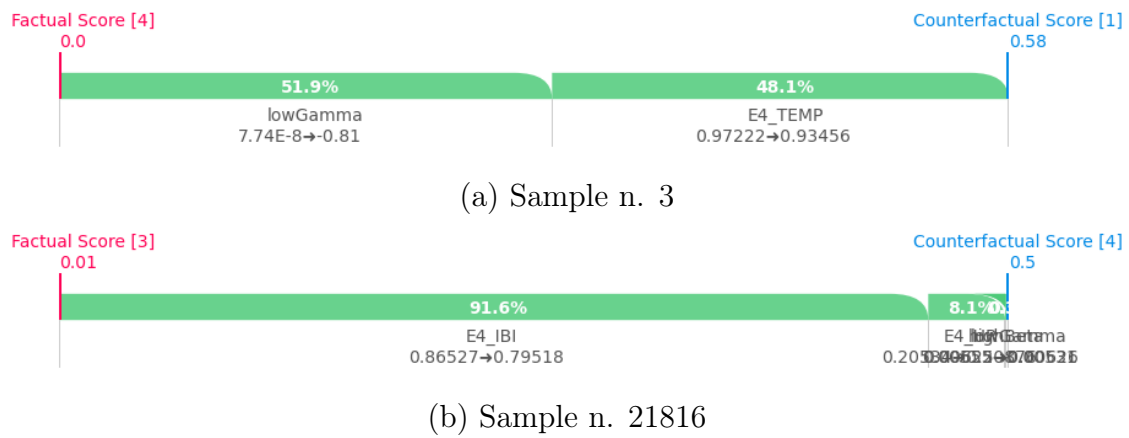 Factual Score [4] Counterfactual Score [1]
0.0 0.58
51.9% 48.1%
lowGamma E4_TEMP
7.74E-8➜-0.81 0.97222➜0.93456
(a) Sample n. 3
Factual Score [3] Counterfactual Score [4]
0.01 0.5
91.6% 8.1%
E4_IBI
0.86527➜0.79518
(b) Sample n. 21816